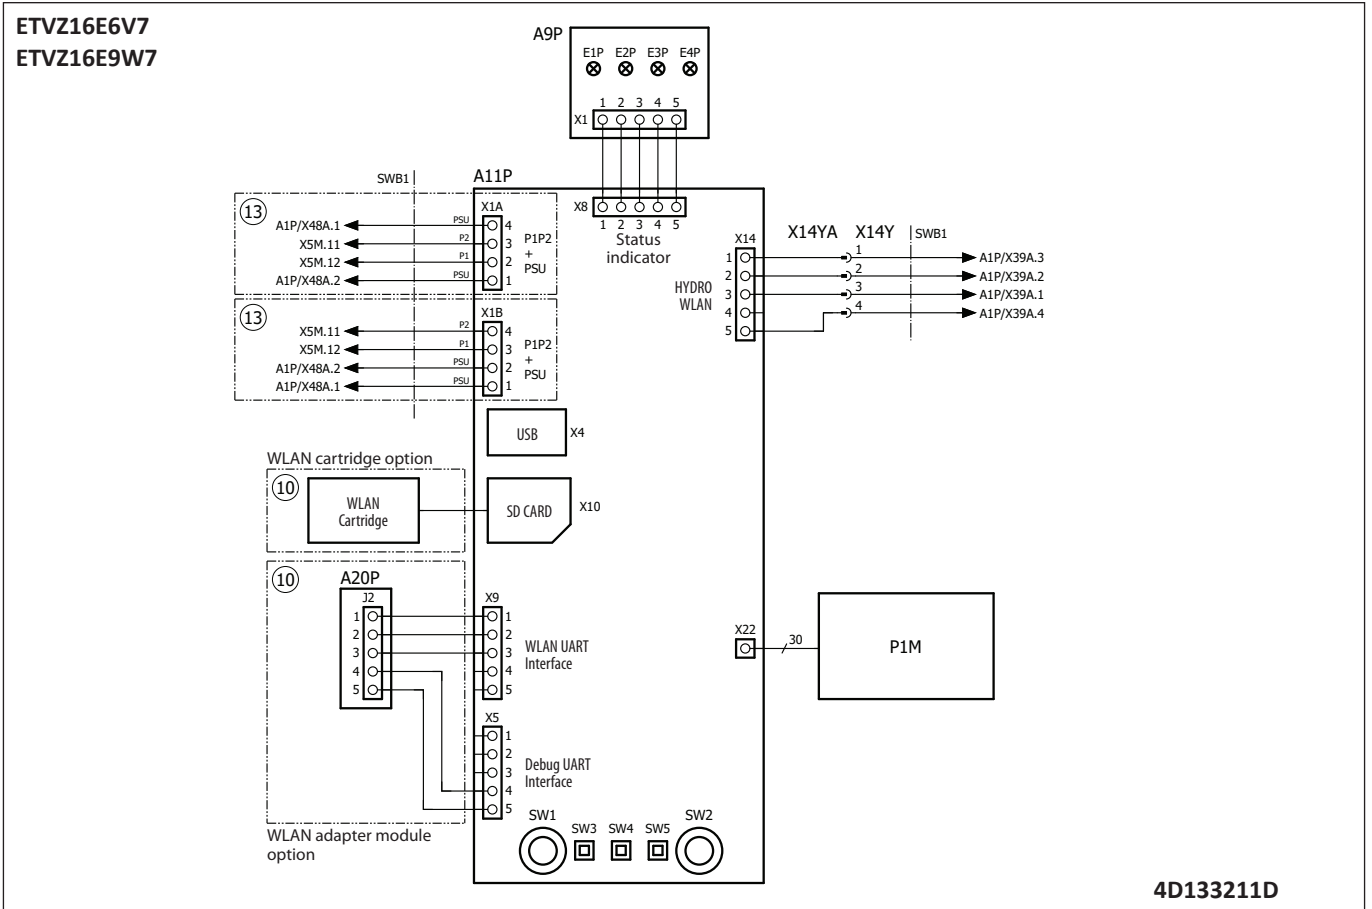 ETVZ16E6V7
ETVZ16E9W7
A9P
E1P E2P E3P E4P
1 2 3 4 5
X1
SWB1
A11P
13
X1A
A1P/X48A.1 PSU 4
X5M.11 P2 3
X5M.12 P1 2
A1P/X48A.2 PSU 1
P1P2
+
PSU
X8
1 2 3 4 5
Status
indicator
X14 X14YA X14Y SWB1
1 1 A1P/X39A.3
2 2 A1P/X39A.2
3 3 A1P/X39A.1
4 4 A1P/X39A.4
5
HYDRO
WLAN
13
X1B
X5M.11 P2 4
X5M.12 P1 3
A1P/X48A.2 PSU 2
A1P/X48A.1 PSU 1
P1P2
+
PSU
USB X4
WLAN cartridge option
10
WLAN
Cartridge
SD CARD X10
10
A20P
J2
1
2
3
4
5
X9
1
2
3
4
5
WLAN UART
Interface
X22
30
P1M
X5
1
2
3
4
5
Debug UART
Interface
WLAN adapter module
option
SW1 SW3 SW4 SW5 SW2
4D133211D